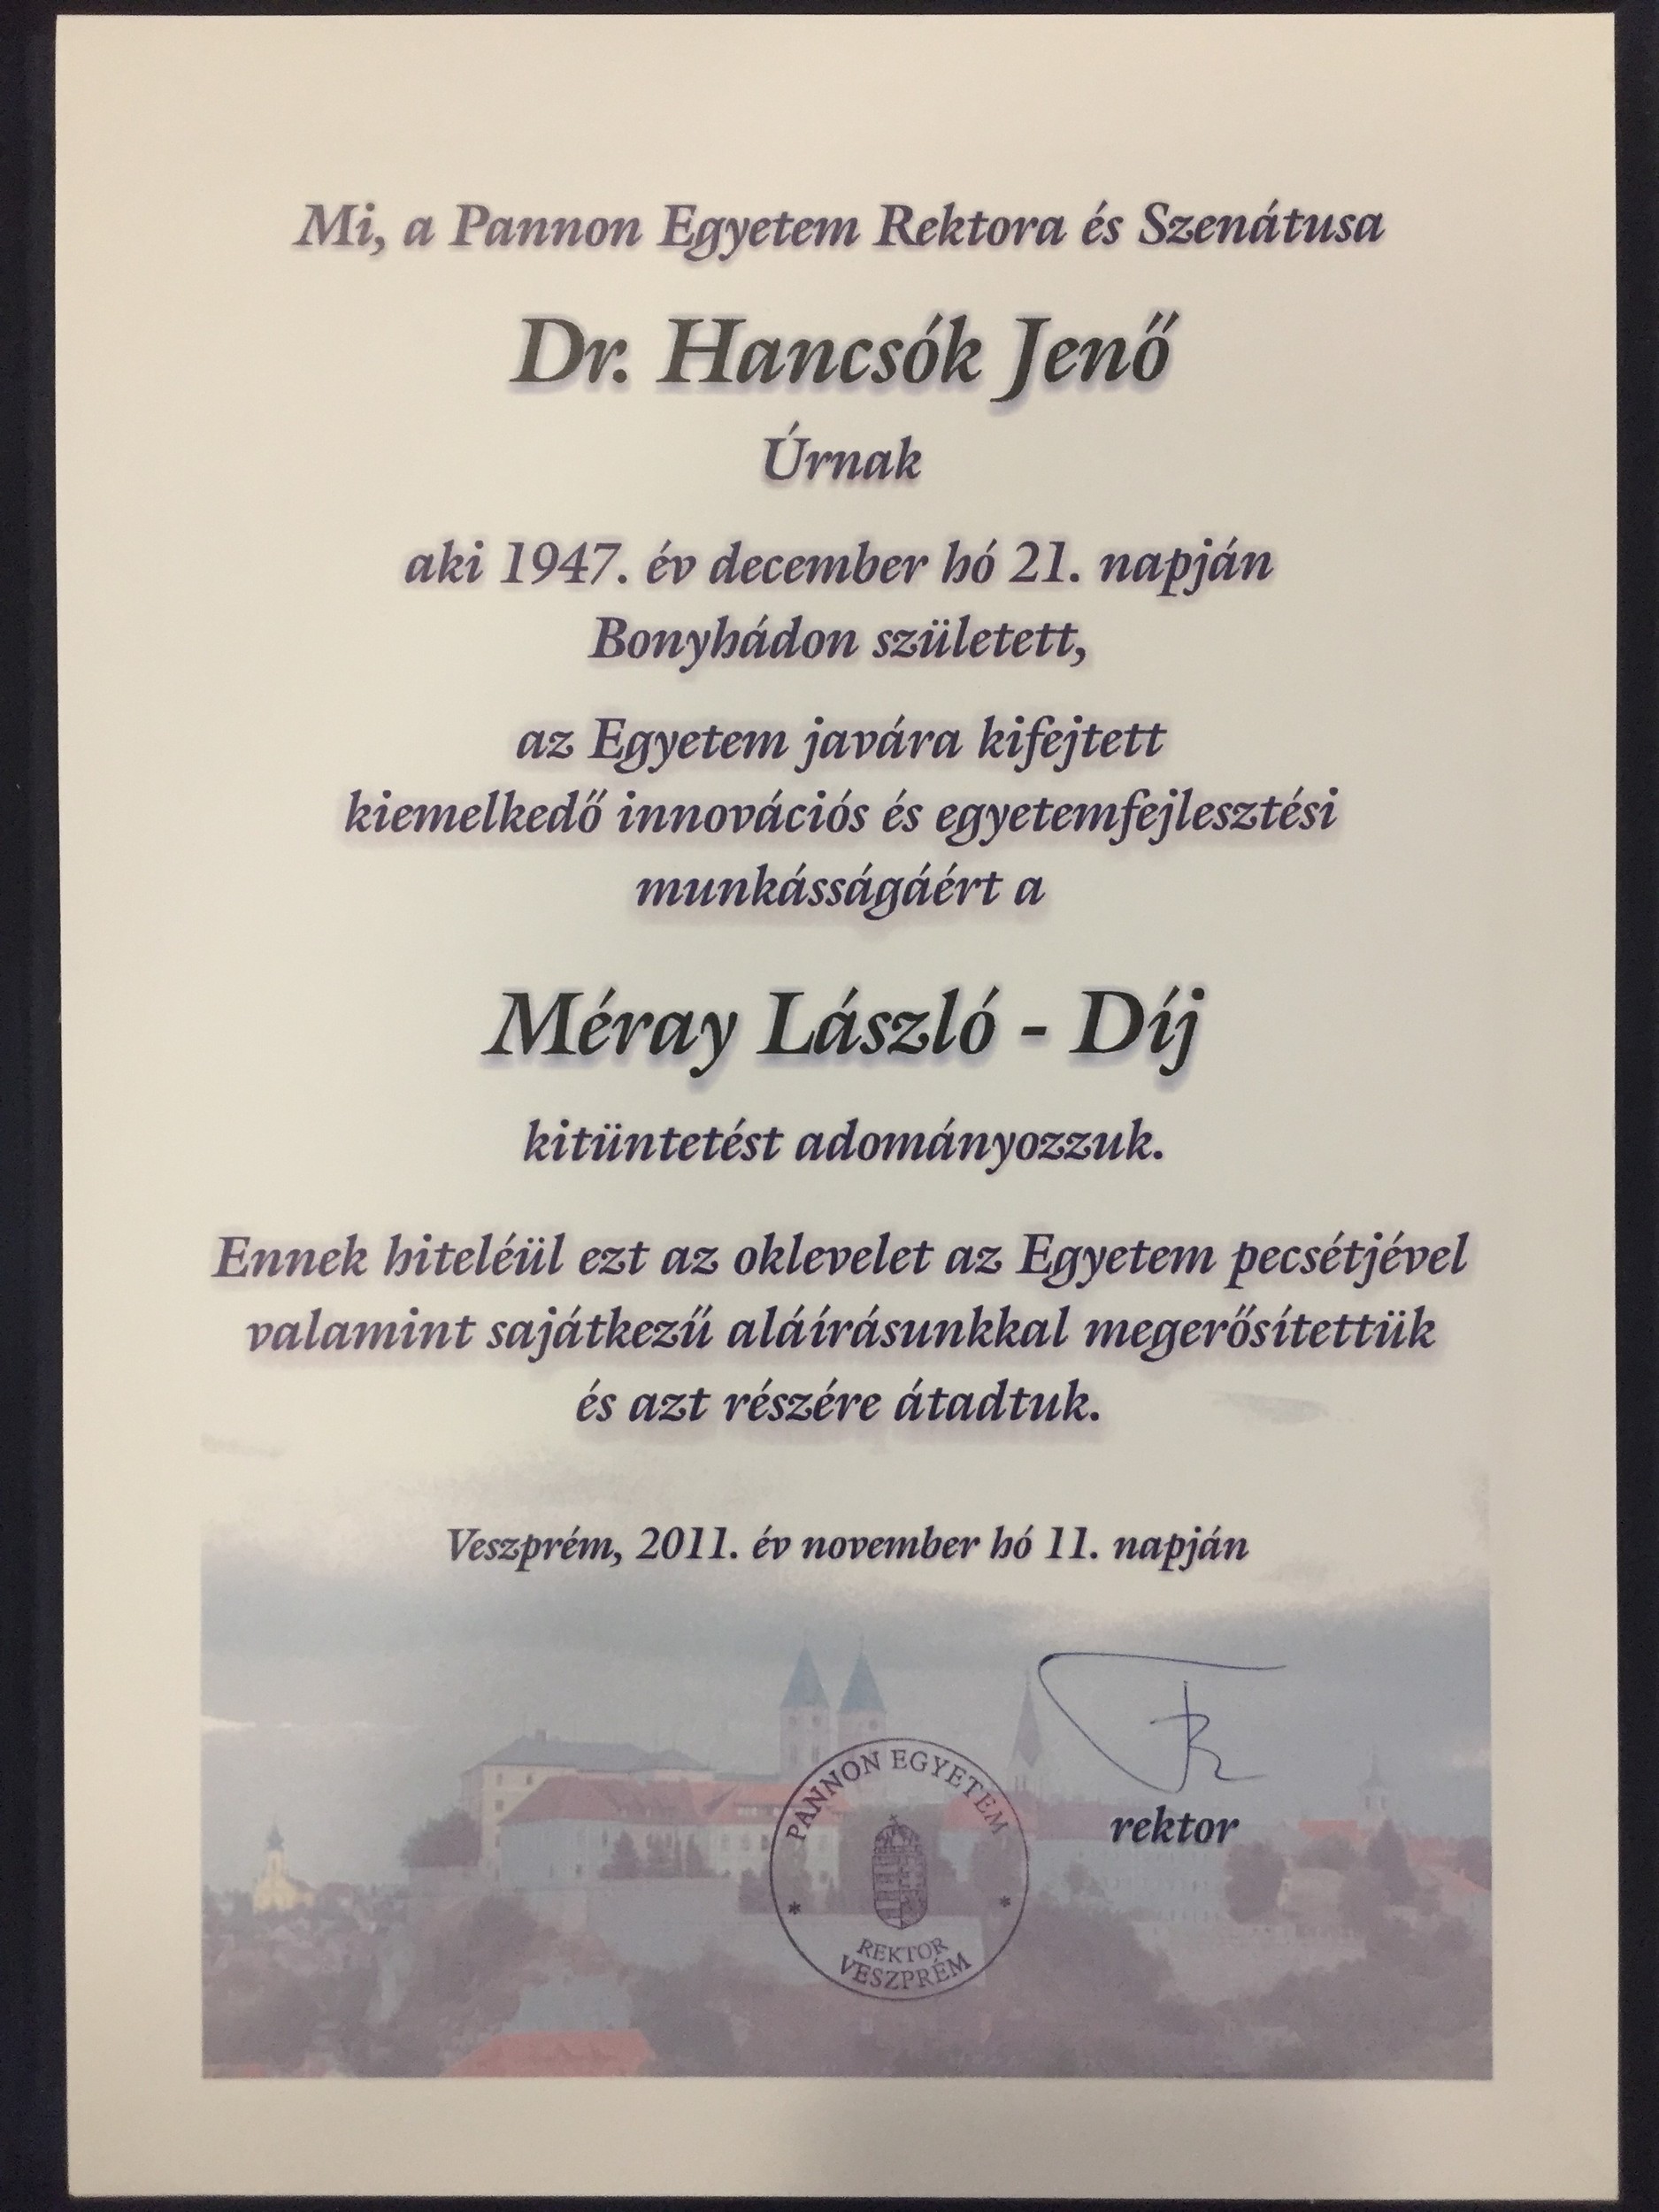 Mi, a Pannon Egyetem Rektora és Szenátusa
Dr. Hancsók Jenő
Úrnak
aki 1947. év december hó 21. napján
Bonyhádon született,
az Egyetem javára kifejtett
kiemelkedő innovációs és egyetemfejlesztési
munkásságáért a
Méray László - Díj
kitüntetést adományozzuk.
Ennek hiteléül ezt az oklevelet az Egyetem pecsétjével
valamint sajátkezű aláírásunkkal megerősítettük
és azt részére átadtuk.
Veszprém, 2011. év november hó 11. napján
rektor
PANNON EGYETEM
* *
REKTOR
VESZPRÉM